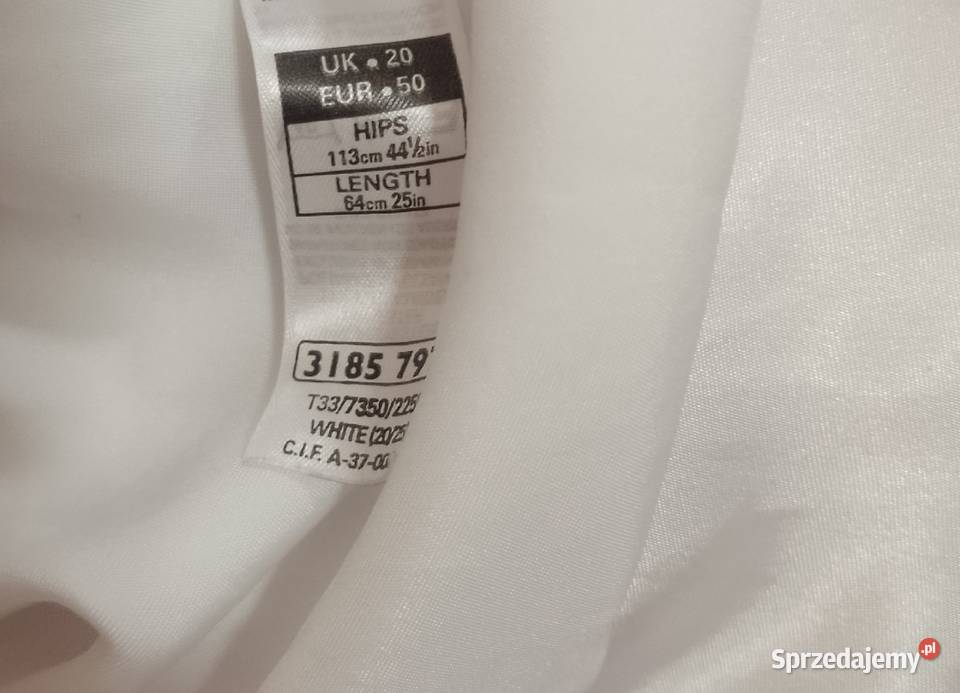 UK • 20
EUR • 50
HIPS
113cm 44½in
LENGTH
64cm 25in
3185 79
T33/7350/225
WHITE (20/25
C.I.F. A-37-00
Sprzedajemy.pl